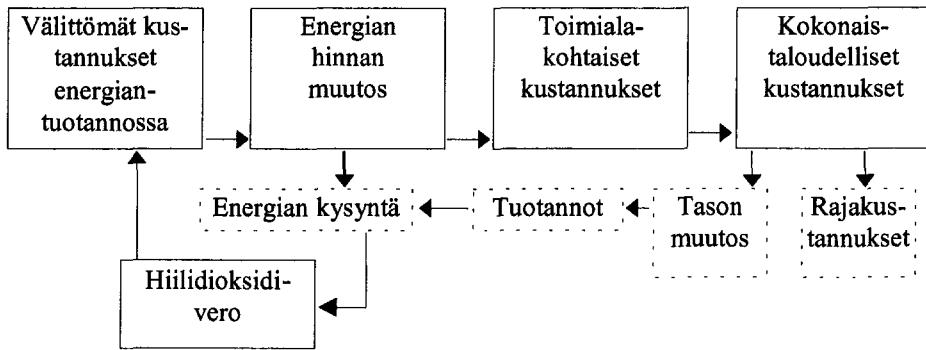 Välittömät kus-
tannukset
energian-
tuotannossa
Energian
hinnan
muutos
Toimiala-
kohtaiset
kustannukset
Kokonais-
taloudelliset
kustannukset
Energian kysyntä
Tuotannot
Tason
muutos
Rajakus-
tannukset
Hiilidioksidi-
vero